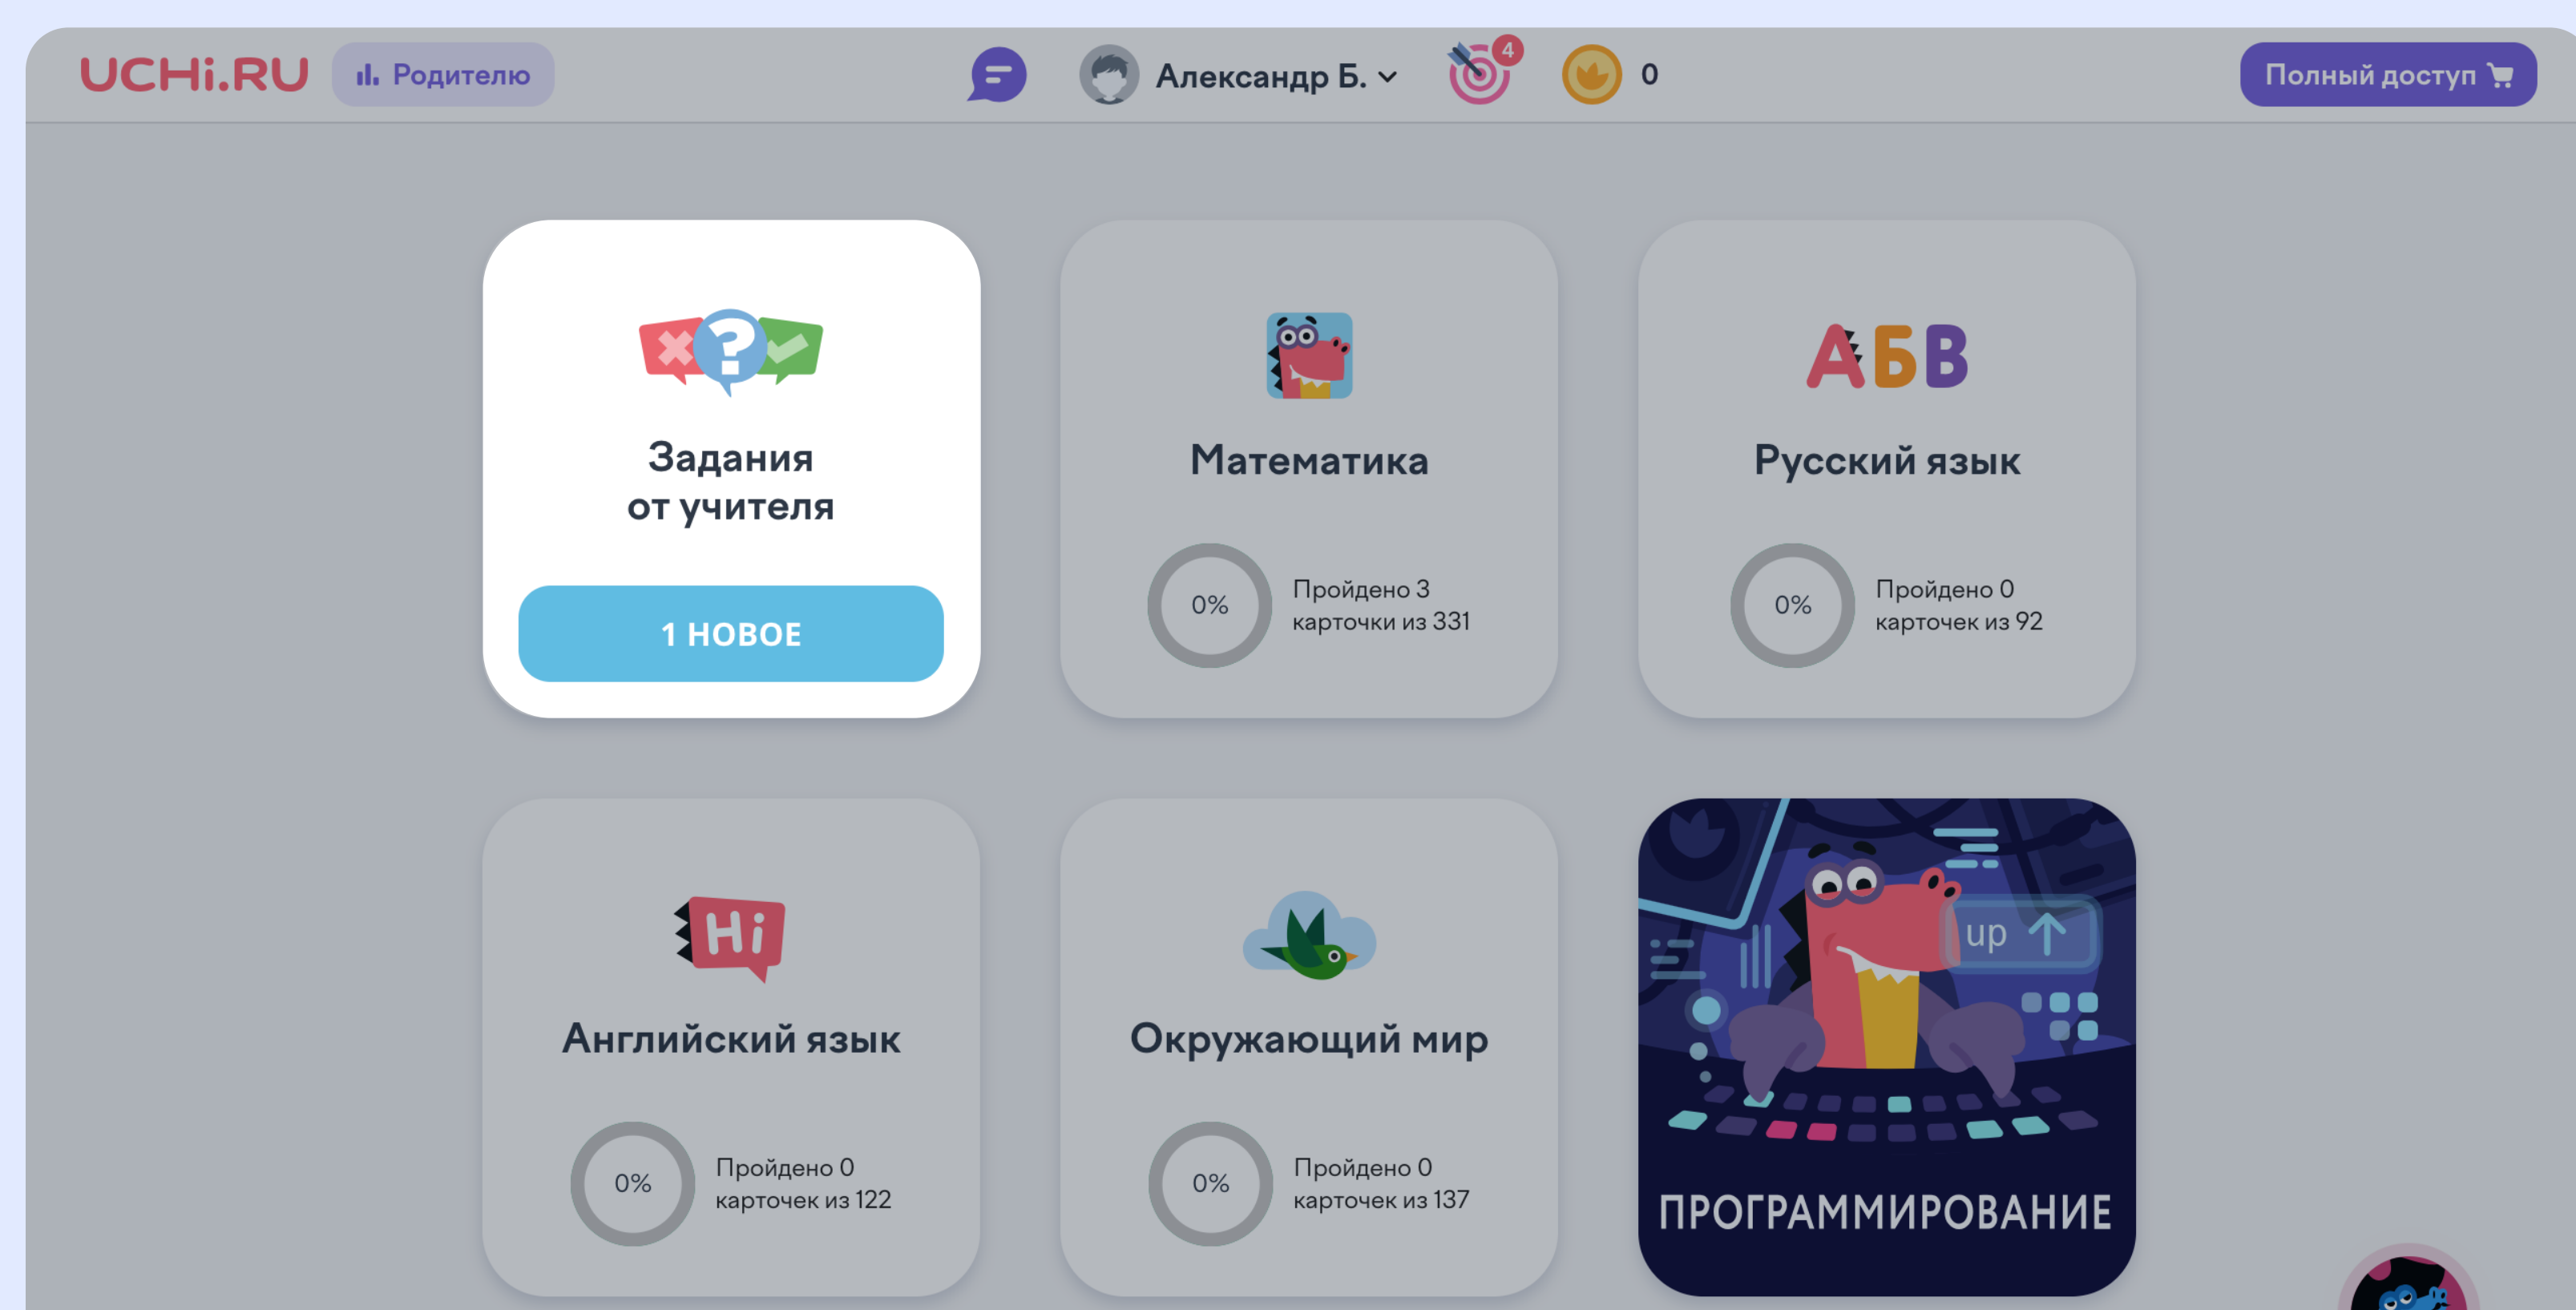 UCHi.RU
Родителю
Александр Б.
4
0
Полный доступ
Задания
от учителя
1 НОВОЕ
Математика
0%
Пройдено 3
карточки из 331
АБВ
Русский язык
0%
Пройдено 0
карточек из 92
Hi
Английский язык
0%
Пройдено 0
карточек из 122
Окружающий мир
0%
Пройдено 0
карточек из 137
up
ПРОГРАММИРОВАНИЕ